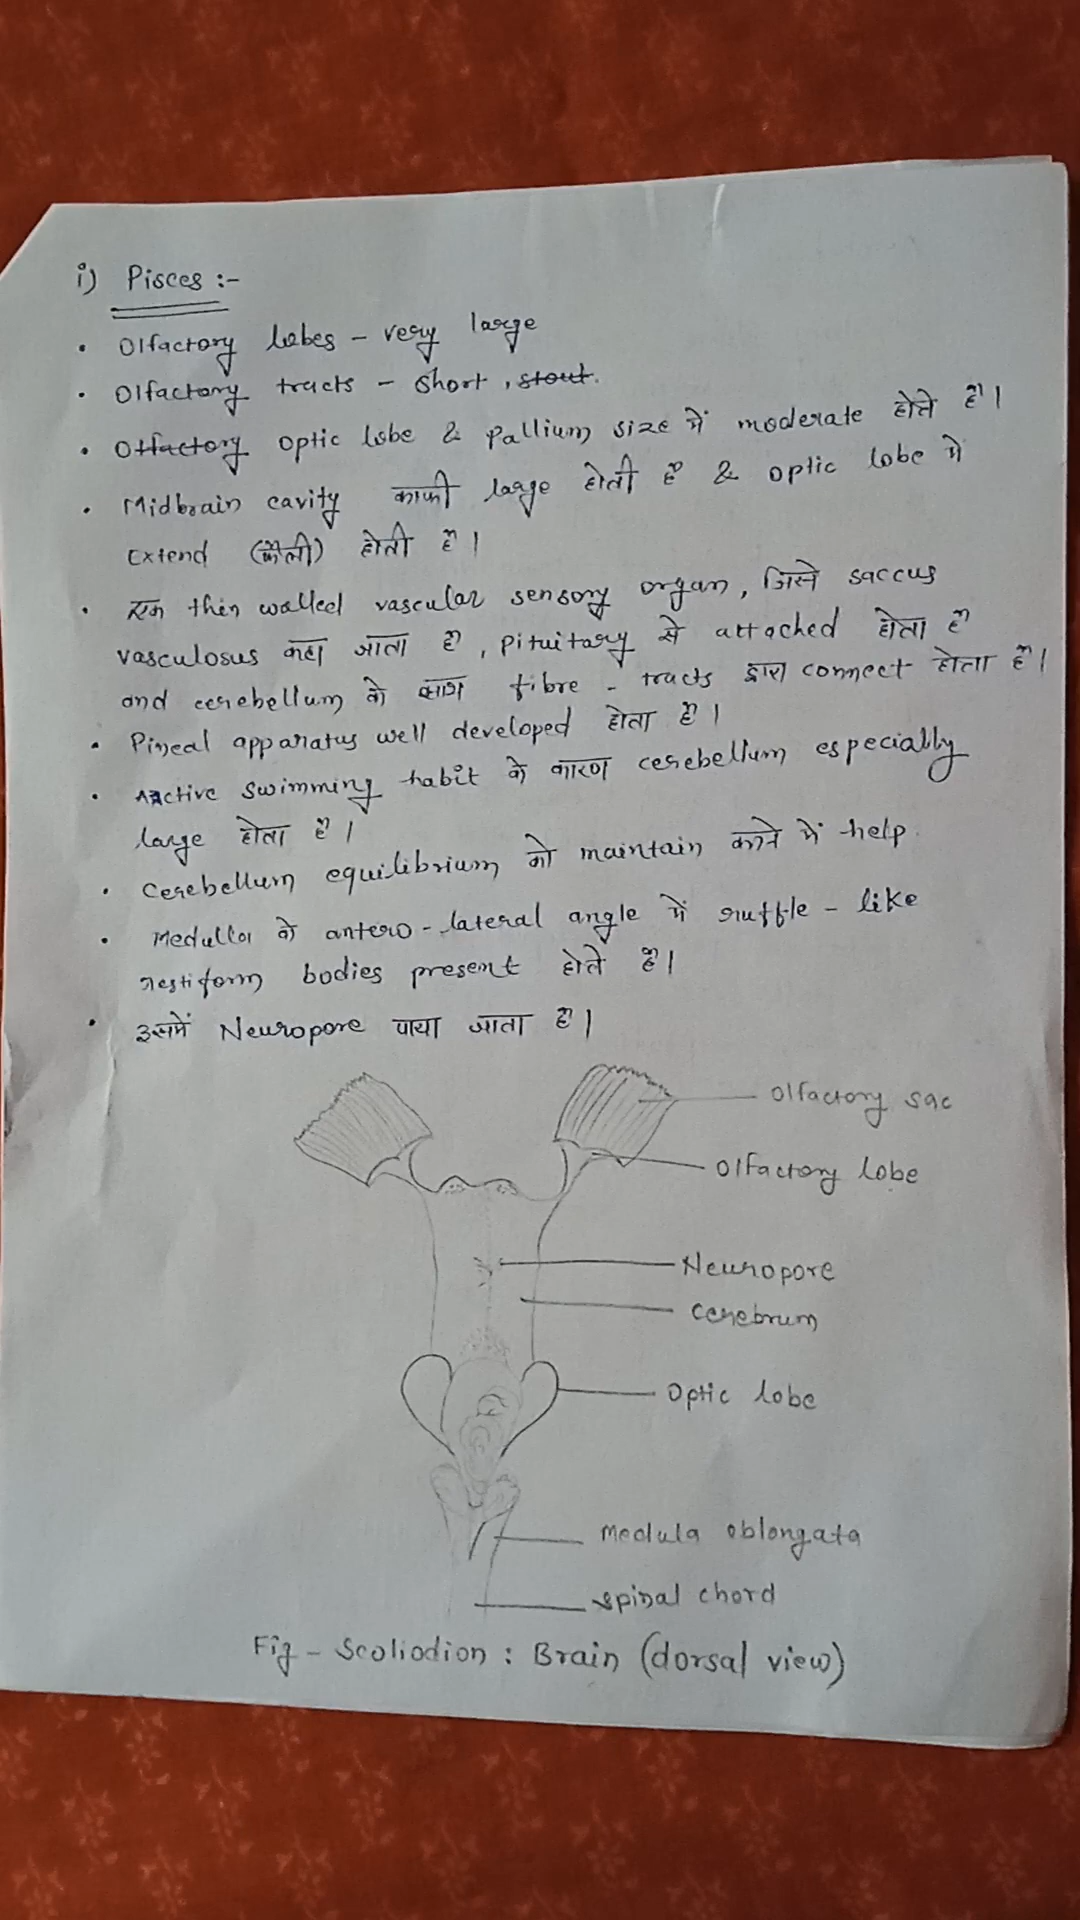 i) Pisces :-
• Olfactory lobes - very large
• Olfactory tracts - short , stout.
• Olfactory optic lobe & Pallium size में moderate होते हैं।
• Midbrain cavity काफी large होती है & optic lobe में
Extend (फैली) होती है।
• एक thin walled vascular sensory organ, जिसे saccus
vasculosus कहा जाता है, Pituitary से attached होता है
and cerebellum के साथ fibre - tracts द्वारा connect होता है।
• Pineal apparatus well developed होता है।
• Active swimming habit के कारण cerebellum especially
large होता है।
• Cerebellum equilibrium को maintain करने में help.
• Medulla के antero-lateral angle में ruffle-like
restiform bodies present होते हैं।
• इसमें Neuropore पाया जाता है।
Olfactory sac
Olfactory lobe
Neuropore
Cerebrum
Optic lobe
Medula oblongata
spinal chord
Fig - Scoliodion : Brain (dorsal view)